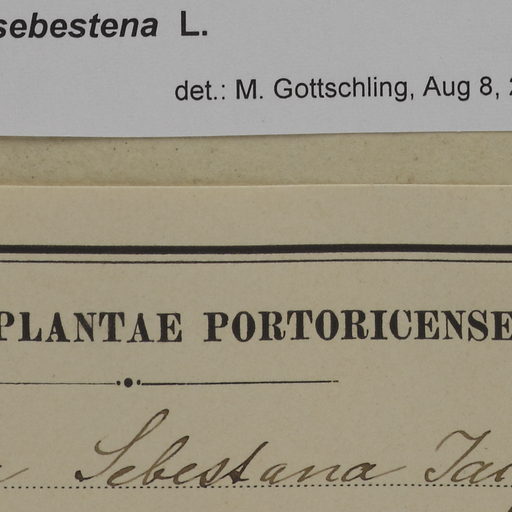 sebestena L.
det.: M. Gottschling, Aug 8,
PLANTAE PORTORICENSE
Sebestana